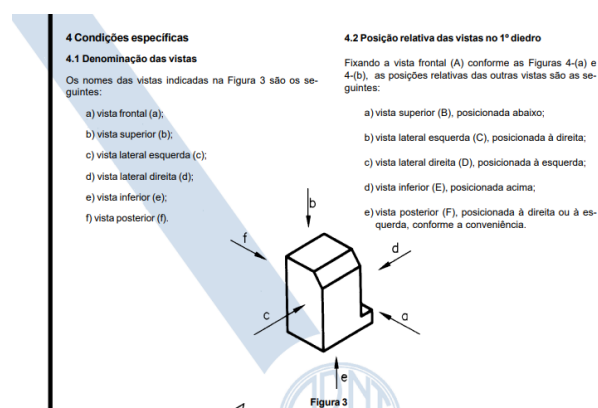 4 Condições específicas
4.1 Denominação das vistas
Os nomes das vistas indicadas na Figura 3 são os se-
guintes:
a) vista frontal (a);
b) vista superior (b);
c) vista lateral esquerda (c);
d) vista lateral direita (d);
e) vista inferior (e);
f) vista posterior (f).
4.2 Posição relativa das vistas no 1º diedro
Fixando a vista frontal (A) conforme as Figuras 4-(a) e
4-(b), as posições relativas das outras vistas são as se-
guintes:
a) vista superior (B), posicionada abaixo;
b) vista lateral esquerda (C), posicionada à direita;
c) vista lateral direita (D), posicionada à esquerda;
d) vista inferior (E), posicionada acima;
e) vista posterior (F), posicionada à direita ou à es-
querda, conforme a conveniência.
b
f
d
c
a
e
Figura 3